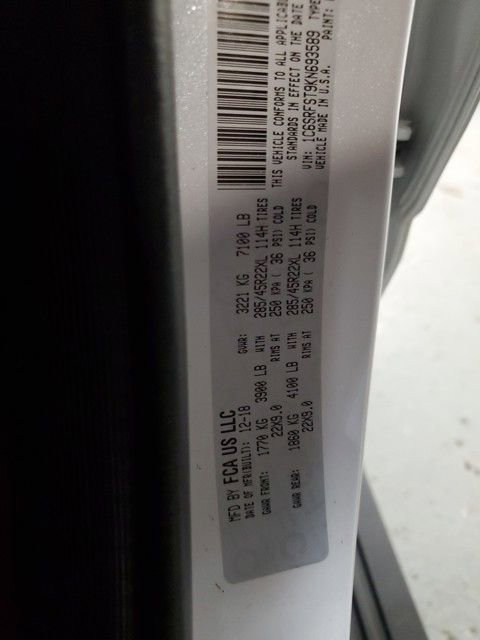 MFD BY FCA US LLC
DATE OF MFR(BUILT): 12-18 GVWR: 3221 KG 7100 LB
GAWR FRONT: 1770 KG 3900 LB WITH 285/45R22XL 114H TIRES
22X9.0 RIMS AT 250 KPA ( 36 PSI) COLD
GAWR REAR: 1860 KG 4100 LB WITH 285/45R22XL 114H TIRES
22X9.0 RIMS AT 250 KPA ( 36 PSI) COLD
THIS VEHICLE CONFORMS TO ALL
STANDARDS IN EFFECT ON THE DATE
VIN: 1C6SRFST9KN693589 TYPE
VEHICLE MADE IN U.S.A. PAINT: